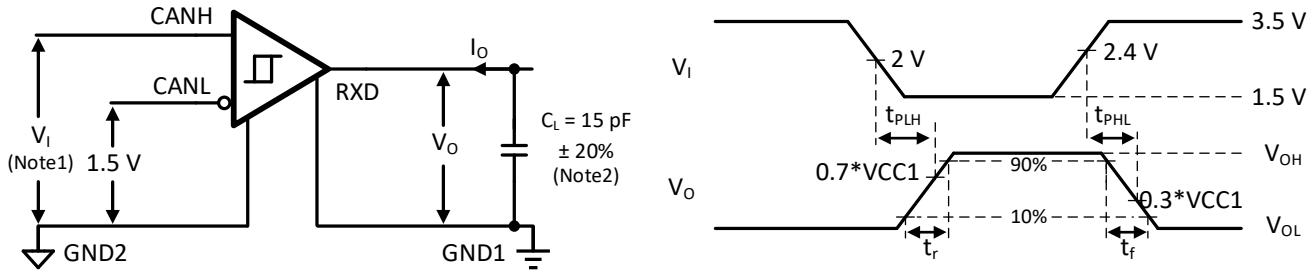 CANH
CANL
V_I
(Note1)
1.5 V
GND2
RXD
I_O
V_O
C_L = 15 pF
± 20%
(Note2)
GND1
V_I
3.5 V
2 V
2.4 V
1.5 V
t_PLH
t_PHL
V_O
0.7*VCC1
90%
V_OH
0.3*VCC1
10%
V_OL
t_r
t_f